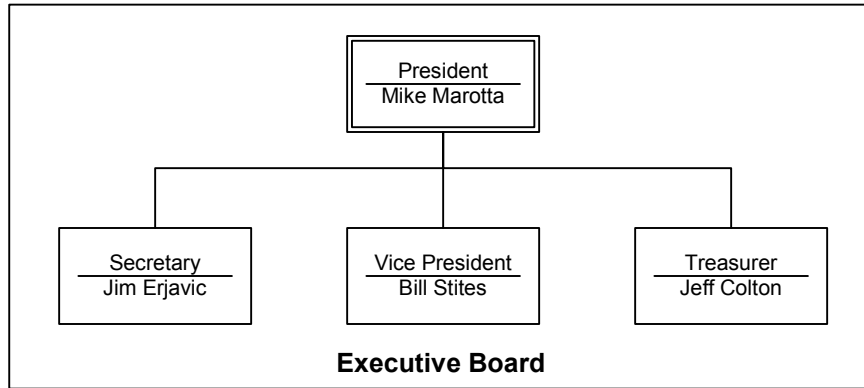 President
Mike Marotta
Secretary
Jim Erjavic
Vice President
Bill Stites
Treasurer
Jeff Colton
Executive Board